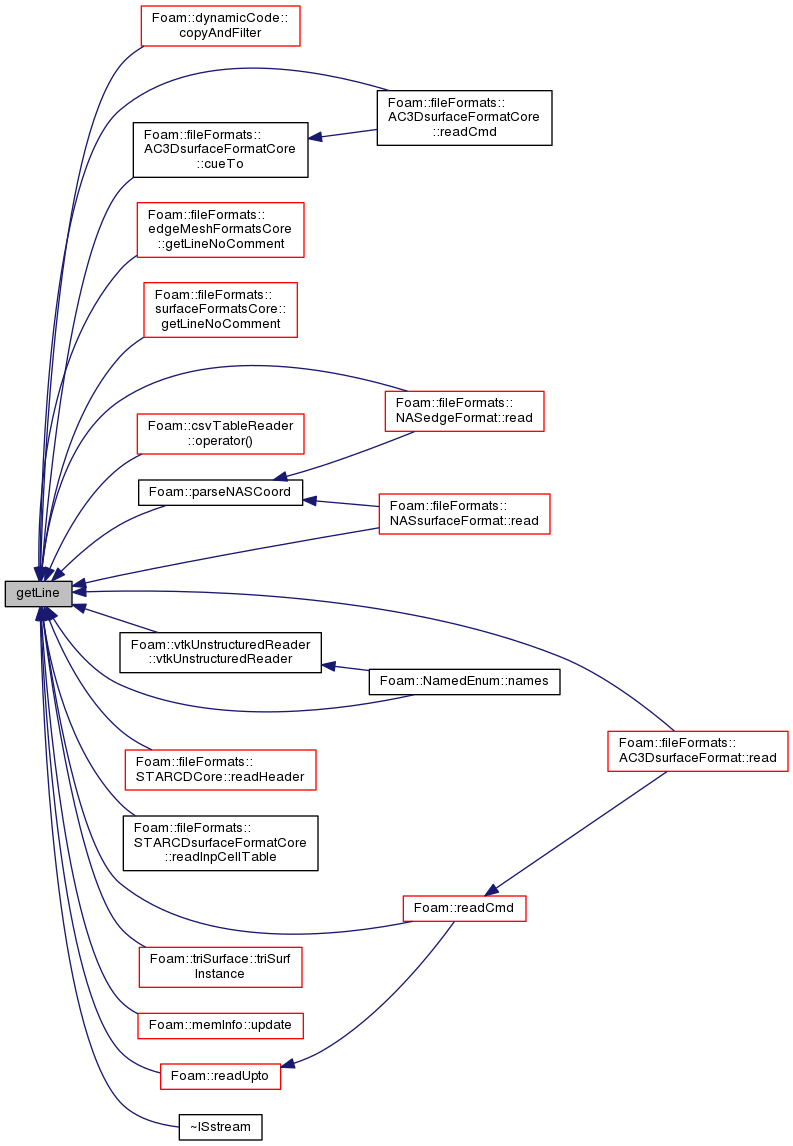 Foam::dynamicCode::
copyAndFilter
Foam::fileFormats::
AC3DsurfaceFormatCore
::readCmd
Foam::fileFormats::
AC3DsurfaceFormatCore
::cueTo
Foam::fileFormats::
edgeMeshFormatsCore
::getLineNoComment
Foam::fileFormats::
surfaceFormatsCore::
getLineNoComment
Foam::fileFormats::
NASedgeFormat::read
Foam::csvTableReader
::operator()
Foam::parseNASCoord
Foam::fileFormats::
NASsurfaceFormat::read
getLine
Foam::vtkUnstructuredReader
::vtkUnstructuredReader
Foam::NamedEnum::names
Foam::fileFormats::
AC3DsurfaceFormat::read
Foam::fileFormats::
STARCDCore::readHeader
Foam::fileFormats::
STARCDsurfaceFormatCore
::readInpCellTable
Foam::readCmd
Foam::triSurface::triSurf
Instance
Foam::memInfo::update
Foam::readUpto
~ISstream